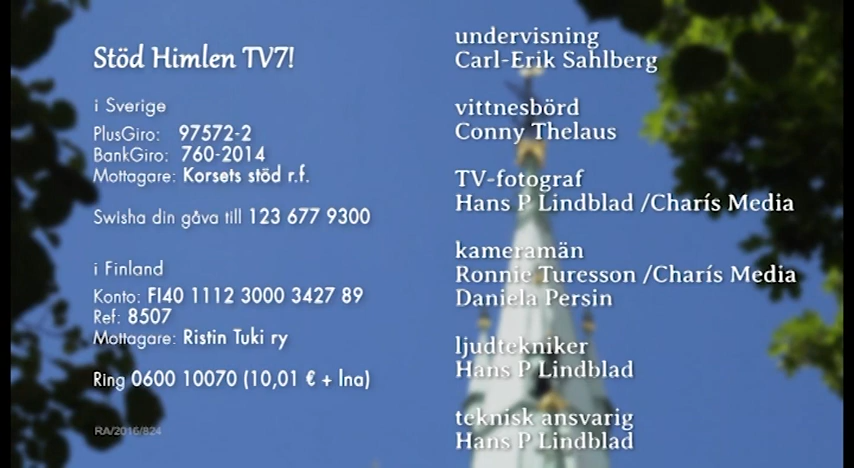 Stöd Himlen TV7!
i Sverige
PlusGiro: 97572-2
BankGiro: 760-2014
Mottagare: Korsets stöd r.f.
Swisha din gåva till 123 677 9300
i Finland
Konto: FI40 1112 3000 3427 89
Ref: 8507
Mottagare: Ristin Tuki ry
Ring 0600 10070 (10,01 € + lna)
RA/2016/824
undervisning
Carl-Erik Sahlberg
vittnesbörd
Conny Thelaus
TV-fotograf
Hans P Lindblad /Charís Media
kameramän
Ronnie Turesson /Charís Media
Daniela Persin
ljudtekniker
Hans P Lindblad
teknisk ansvarig
Hans P Lindblad